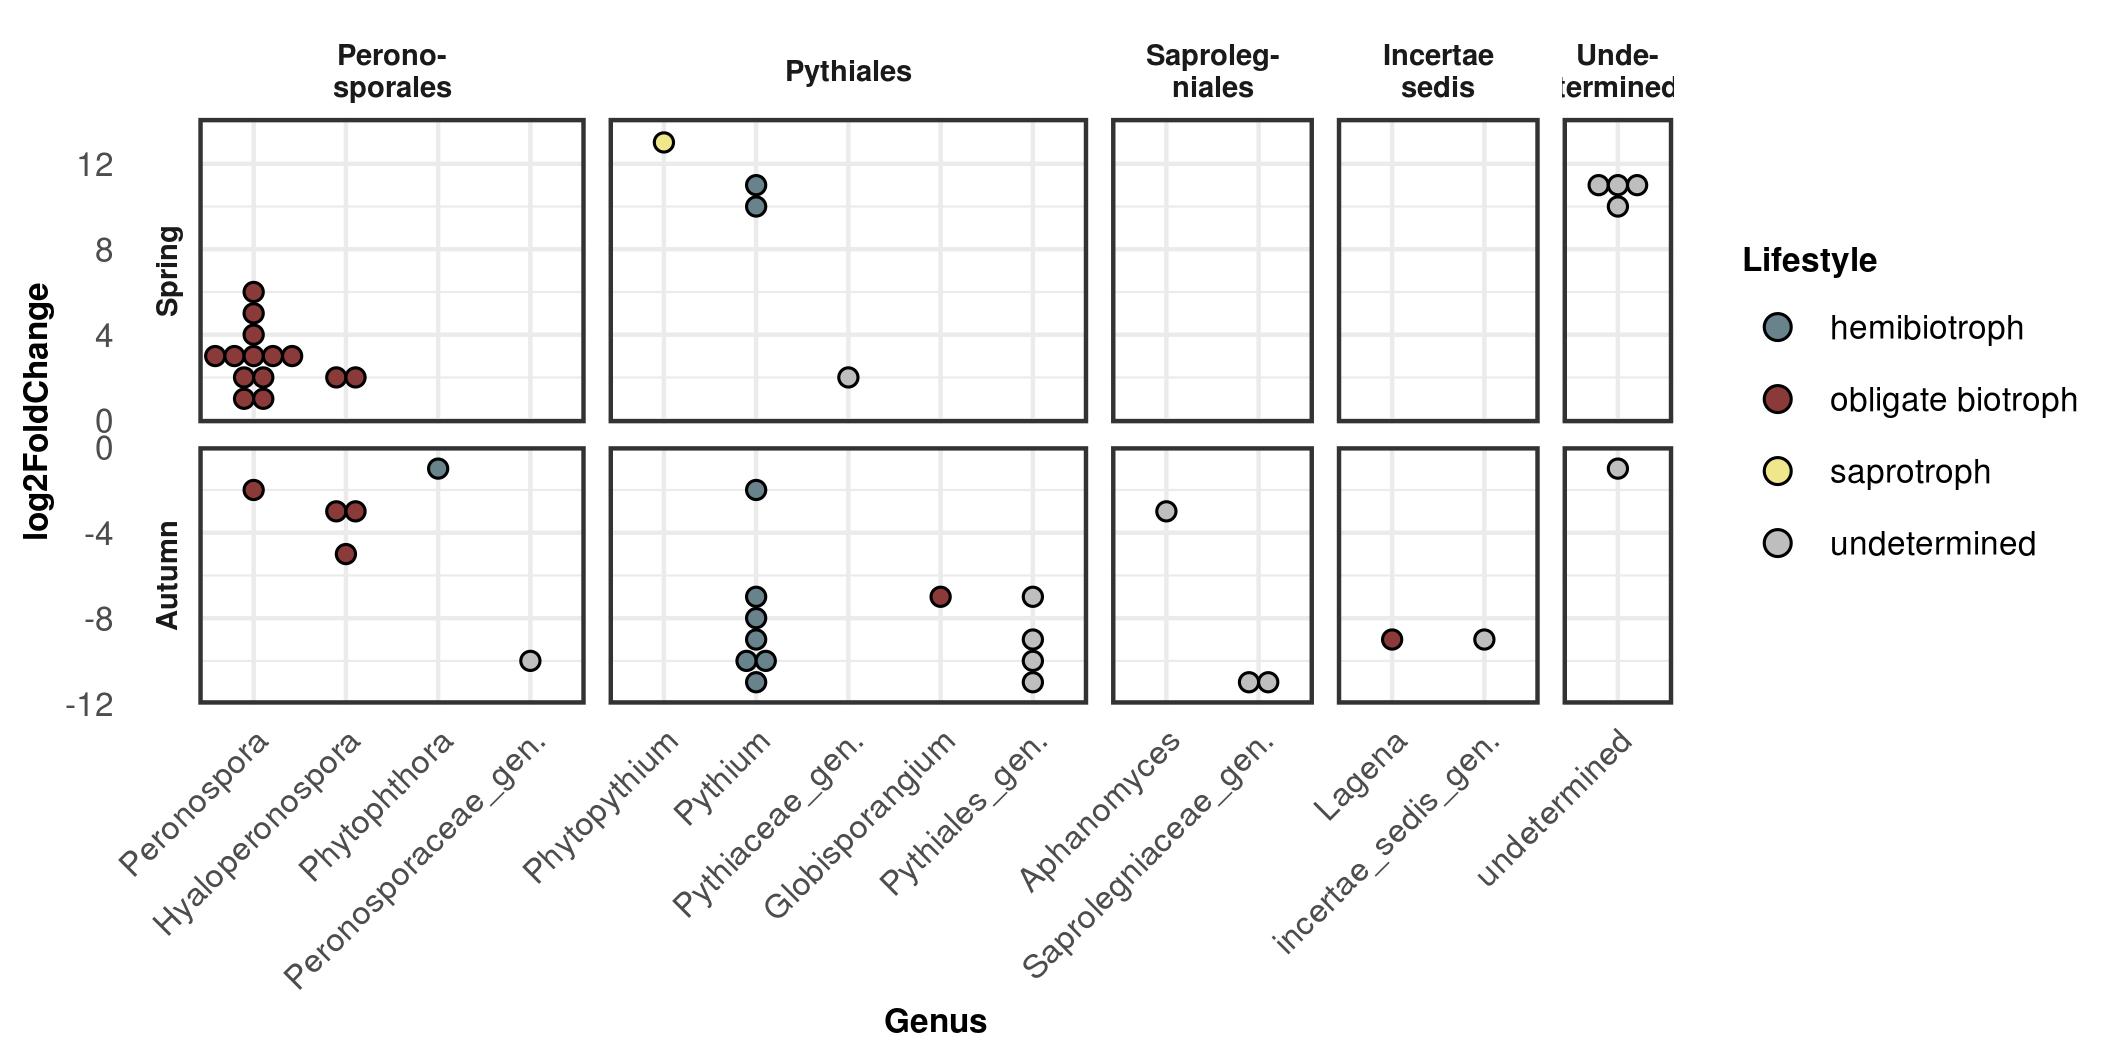 Perono-
sporales
Pythiales
Saproleg-
niales
Incertae
sedis
Unde-
termined
log2FoldChange
Spring
12
8
4
0
Autumn
0
-4
-8
-12
Peronospora
Hyaloperonospora
Phytophthora
Peronosporaceae_gen.
Phytopythium
Pythium
Pythiaceae_gen.
Globisporangium
Pythiales_gen.
Aphanomyces
Saprolegniaceae_gen.
Lagena
incertae_sedis_gen.
undetermined
Genus
Lifestyle
hemibiotroph
obligate biotroph
saprotroph
undetermined